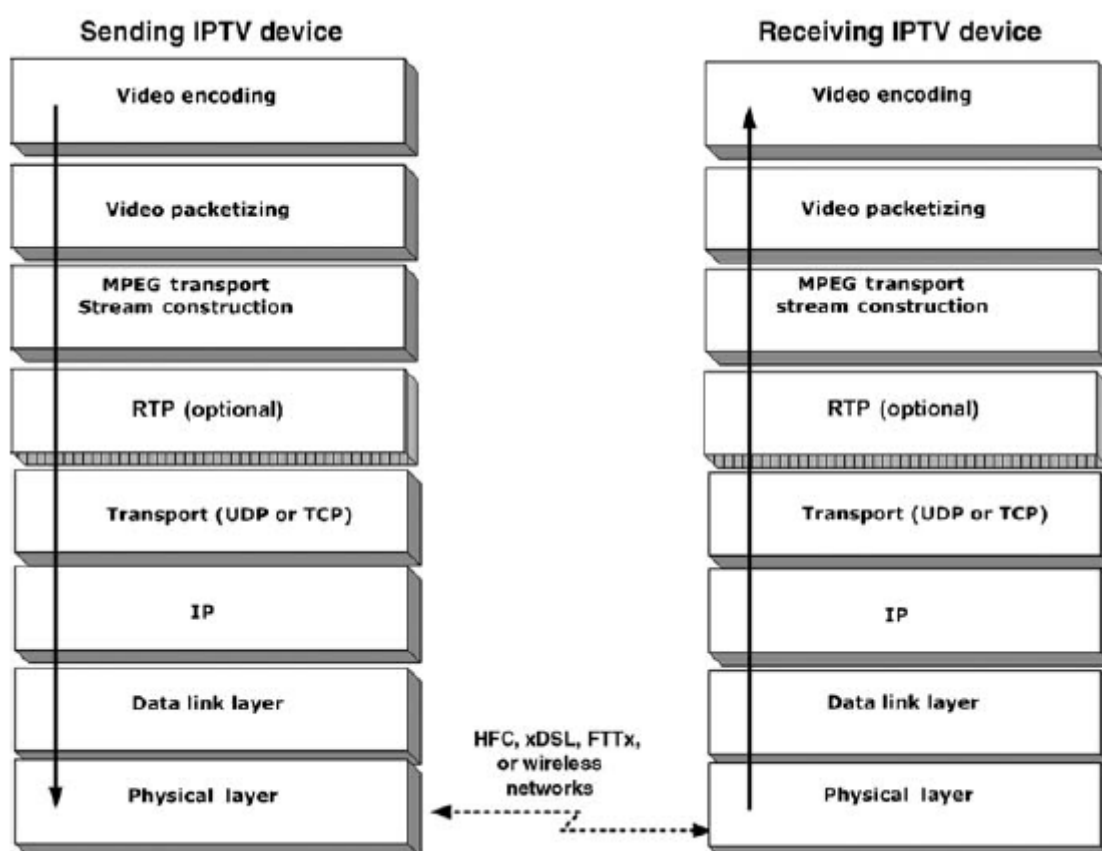 Sending IPTV device
Video encoding
Video packetizing
MPEG transport
Stream construction
RTP (optional)
Transport (UDP or TCP)
IP
Data link layer
Physical layer
HFC, xDSL, FTTx,
or wireless
networks
Receiving IPTV device
Video encoding
Video packetizing
MPEG transport
stream construction
RTP (optional)
Transport (UDP or TCP)
IP
Data link layer
Physical layer